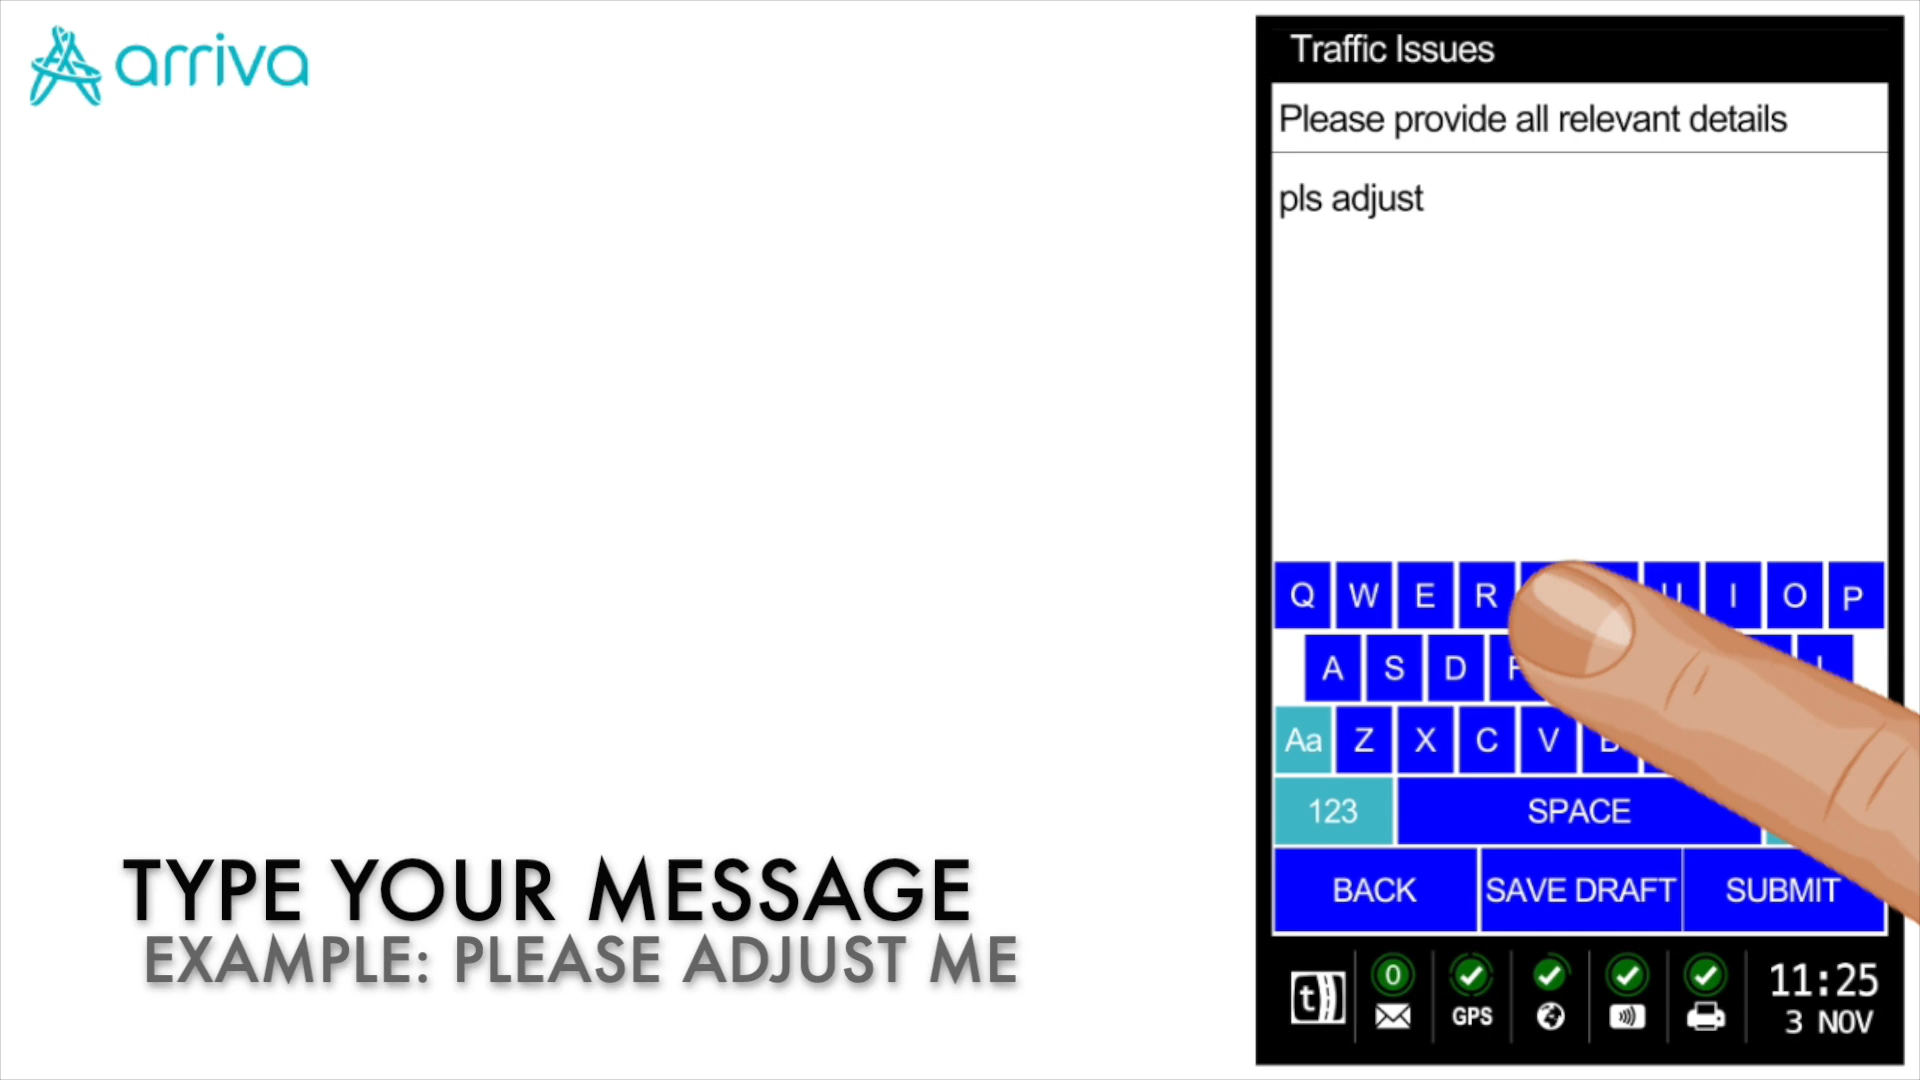 arriva
Traffic Issues
Please provide all relevant details
pls adjust
Q W E R U I O P
A S D F L
Aa Z X C V B
123 SPACE
BACK SAVE DRAFT SUBMIT
TYPE YOUR MESSAGE
EXAMPLE: PLEASE ADJUST ME
t 0 GPS 11:25
3 NOV